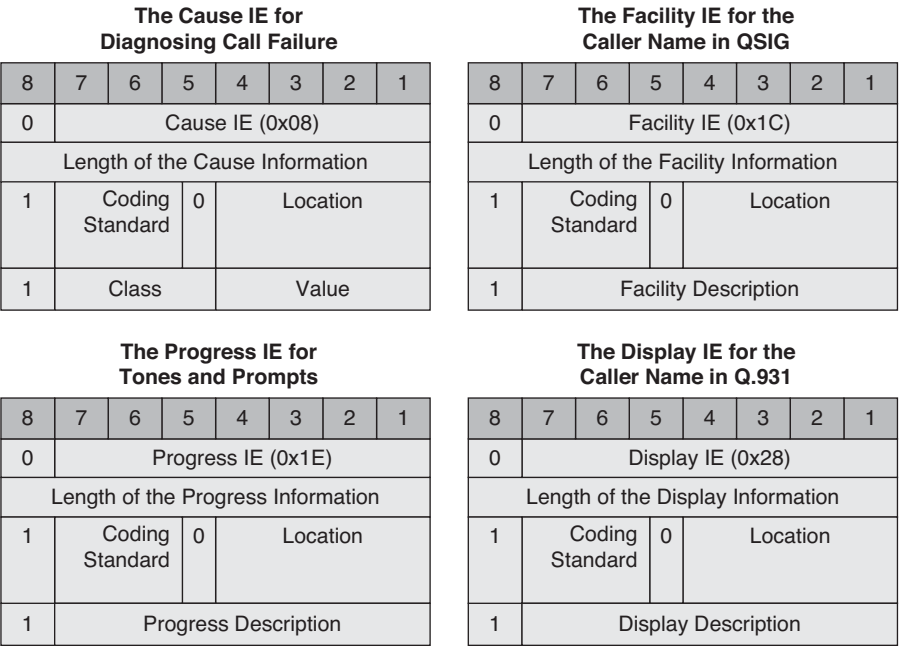 The Cause IE for
Diagnosing Call Failure
8 7 6 5 4 3 2 1
0 Cause IE (0x08)
Length of the Cause Information
1 Coding Standard 0 Location
1 Class Value
The Facility IE for the
Caller Name in QSIG
8 7 6 5 4 3 2 1
0 Facility IE (0x1C)
Length of the Facility Information
1 Coding Standard 0 Location
1 Facility Description
The Progress IE for
Tones and Prompts
8 7 6 5 4 3 2 1
0 Progress IE (0x1E)
Length of the Progress Information
1 Coding Standard 0 Location
1 Progress Description
The Display IE for the
Caller Name in Q.931
8 7 6 5 4 3 2 1
0 Display IE (0x28)
Length of the Display Information
1 Coding Standard 0 Location
1 Display Description